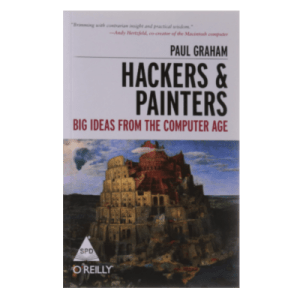 "Brimming with contrarian insight and practical wisdom."
—Andy Hertzfeld, co-creator of the Macintosh computer
PAUL GRAHAM
HACKERS &
PAINTERS
BIG IDEAS FROM THE COMPUTER AGE
SPD
O'REILLY